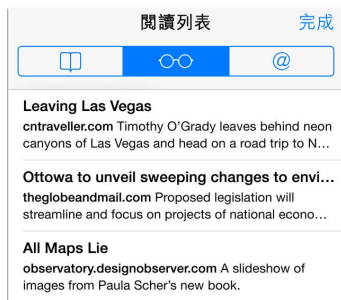 閱讀列表 完成
@
Leaving Las Vegas
cntraveller.com Timothy O'Grady leaves behind neon
canyons of Las Vegas and head on a road trip to N...
Ottowa to unveil sweeping changes to envi...
theglobeandmail.com Proposed legislation will
streamline and focus on projects of national econo...
All Maps Lie
observatory.designobserver.com A slideshow of
images from Paula Scher's new book.